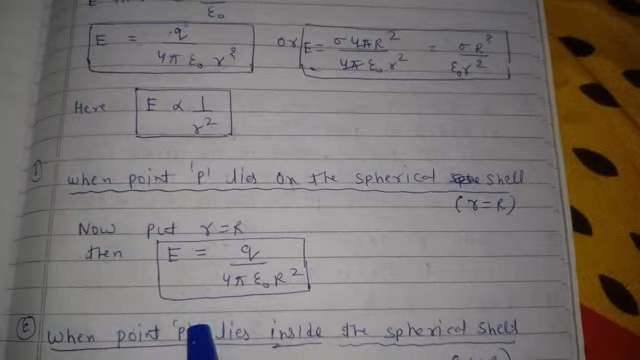 ε₀
E = q / 4π ε₀ r² or E = σ 4πR² / 4π ε₀ r² = σ R² / ε₀ r²
Here E ∝ 1 / r²
when point 'P' lies on the spherical shell
(r = R)
Now put r = R
then E = q / 4π ε₀ R²
when point 'P' lies inside the spherical shell